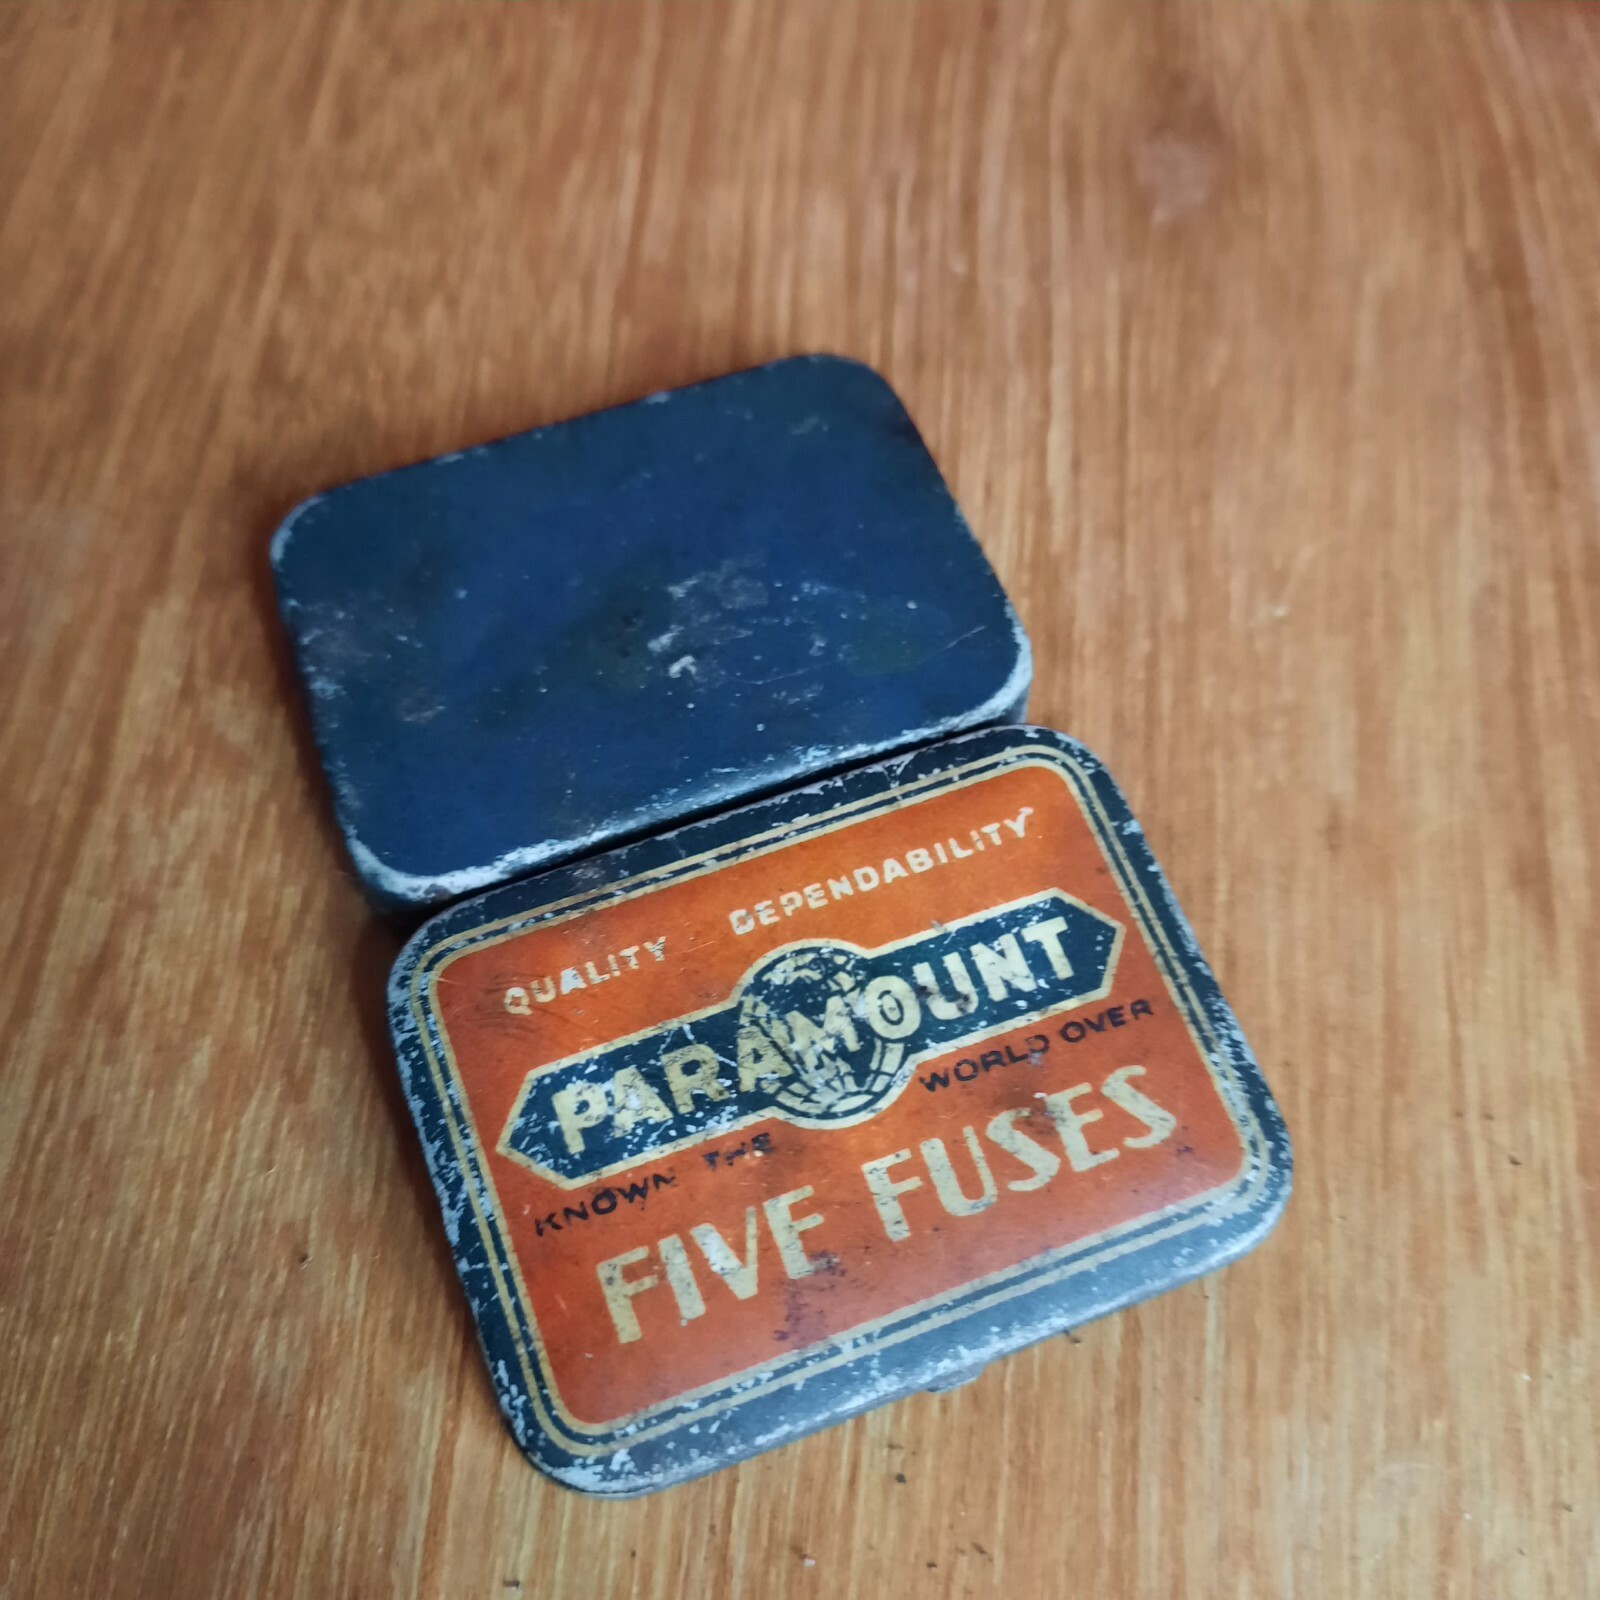 QUALITY DEPENDABILITY
PARAMOUNT
KNOWN THE WORLD OVER
FIVE FUSES